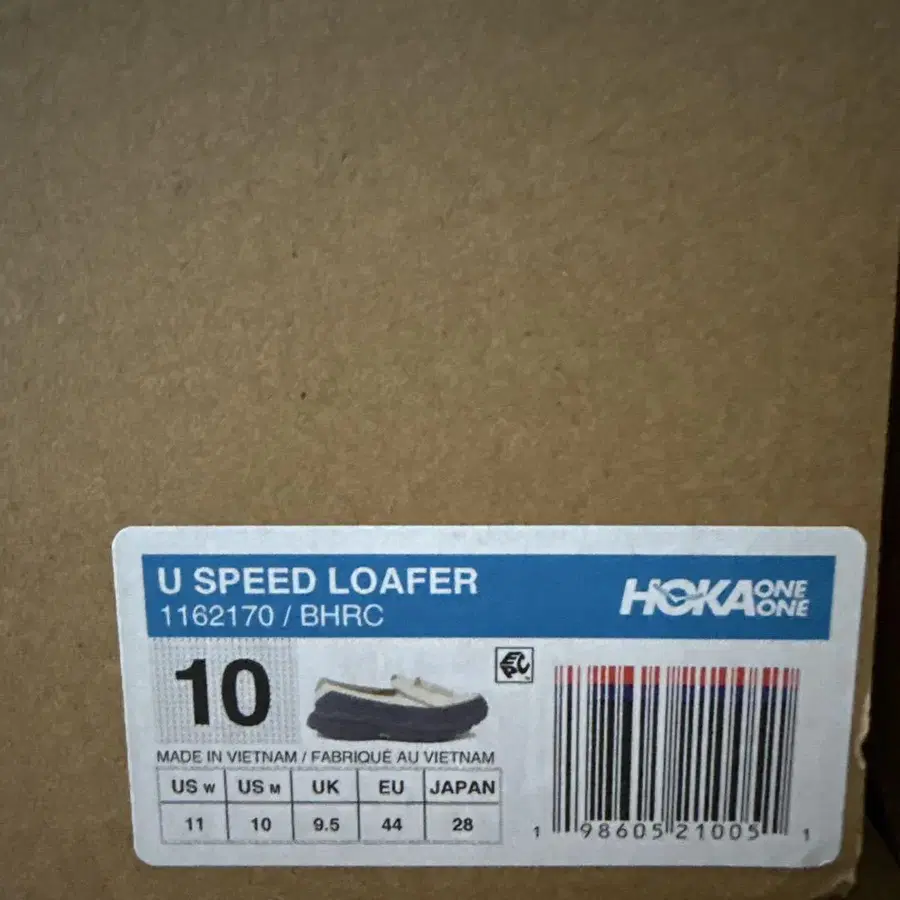 U SPEED LOAFER
1162170 / BHRC
HOKA ONE ONE
10
EPC
MADE IN VIETNAM / FABRIQUÉ AU VIETNAM
US W US M UK EU JAPAN
11 10 9.5 44 28
1 98605 21005 1